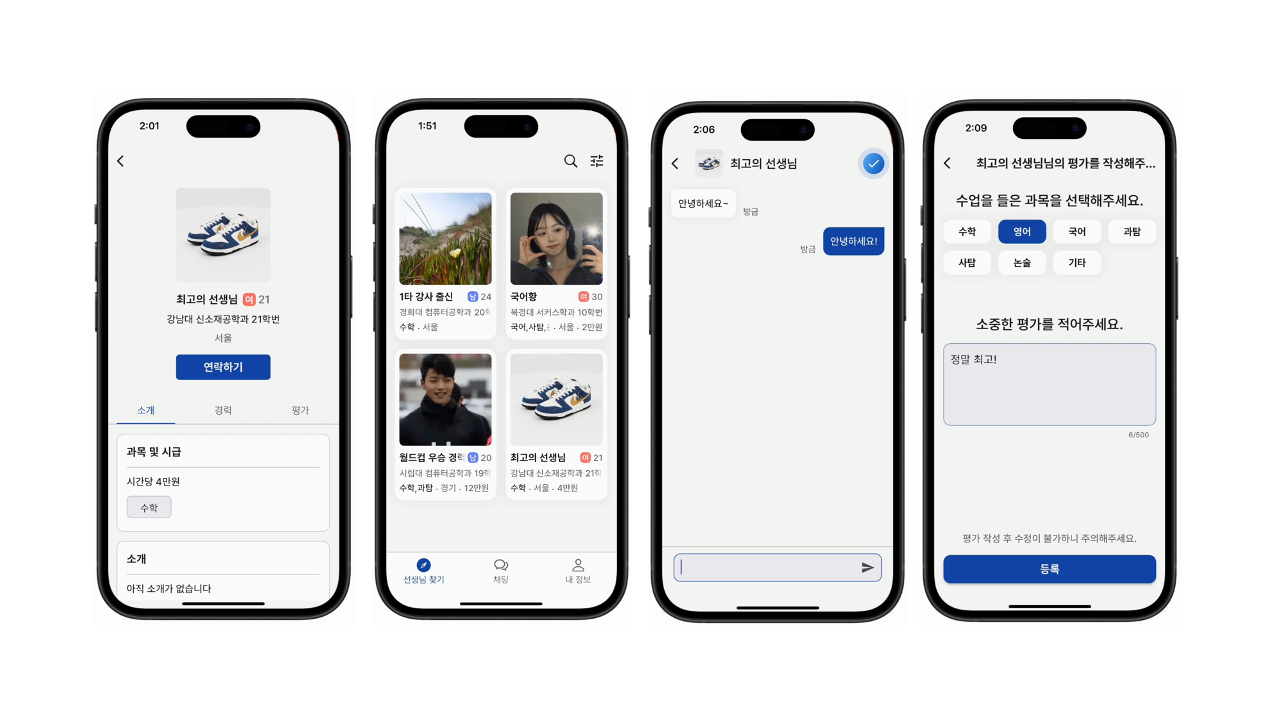 2:01
최고의 선생님 여 21
강남대 신소재공학과 21학번
서울
연락하기
소개 경력 평가
과목 및 시급
시간당 4만원
수학
소개
아직 소개가 없습니다
1:51
1타 강사 출신 남 24
경희대 컴퓨터공학과 20학
수학 · 서울
국어황 여 30
북경대 서커스학과 10학번
국어,사탐, · 서울 · 2만원
월드컵 우승 경력 남 20
시립대 컴퓨터공학과 19학
수학,과탐 · 경기 · 12만원
최고의 선생님 여 21
강남대 신소재공학과 21학
수학 · 서울 · 4만원
선생님 찾기 채팅 내 정보
2:06
최고의 선생님
안녕하세요~ 방금
방금 안녕하세요!
2:09
최고의 선생님님의 평가를 작성해주...
수업을 들은 과목을 선택해주세요.
수학 영어 국어 과탐
사탐 논술 기타
소중한 평가를 적어주세요.
정말 최고!
6/500
평가 작성 후 수정이 불가하니 주의해주세요.
등록